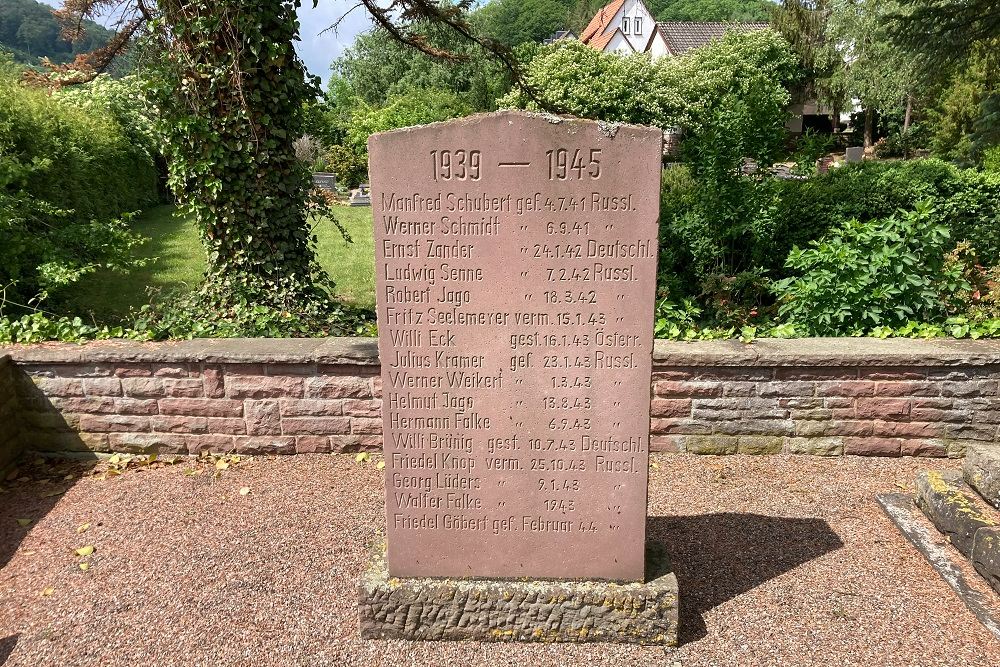 1939 — 1945
Manfred Schubert gef. 4.7.41 Russl.
Werner Schmidt „ 6.9.41 „
Ernst Zander „ 24.1.42 Deutschl.
Ludwig Senne „ 7.2.42 Russl.
Robert Jago „ 18.3.42 „
Fritz Seelemeyer verm. 15.1.43 „
Willi Eck gest. 16.1.43 Österr.
Julius Kramer gef. 23.1.43 Russl.
Werner Weikert „ 1.3.43 „
Helmut Jago „ 13.8.43 „
Hermann Falke „ 6.9.43 „
Willi Brünig gest. 10.7.43 Deutschl.
Friedel Knop verm. 25.10.43 Russl.
Georg Lüders „ 9.1.43 „
Walter Falke „ 1943 „
Friedel Göbert gef. Februar 44 „